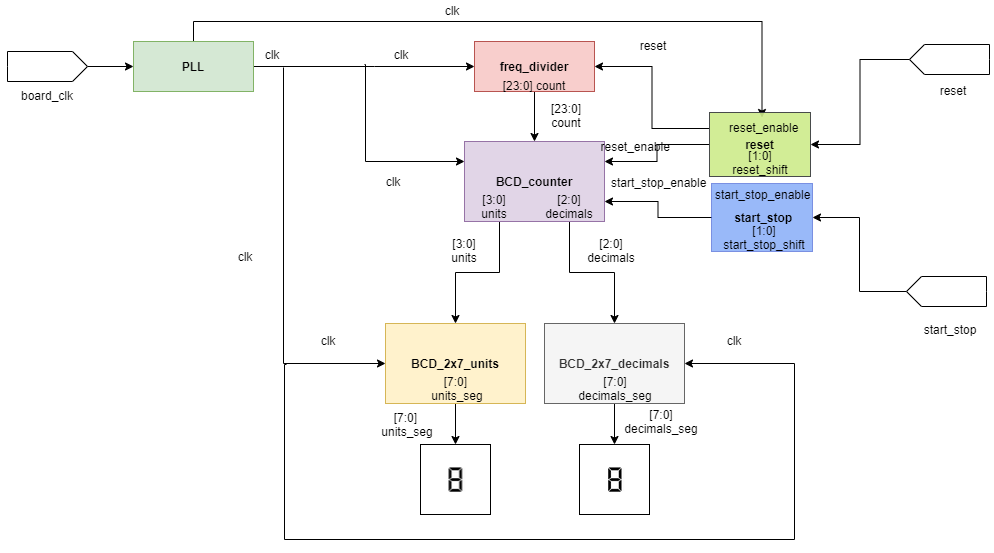 clk
PLL
board_clk
clk
clk
freq_divider
[23:0] count
reset
reset
[23:0]
count
reset_enable
reset
[1:0]
reset_shift
reset_enable
clk
BCD_counter
[3:0]
units
[2:0]
decimals
start_stop_enable
start_stop_enable
start_stop
[1:0]
start_stop_shift
[3:0]
units
[2:0]
decimals
clk
start_stop
clk
clk
BCD_2x7_units
[7:0]
units_seg
BCD_2x7_decimals
[7:0]
decimals_seg
[7:0]
units_seg
[7:0]
decimals_seg
8
8